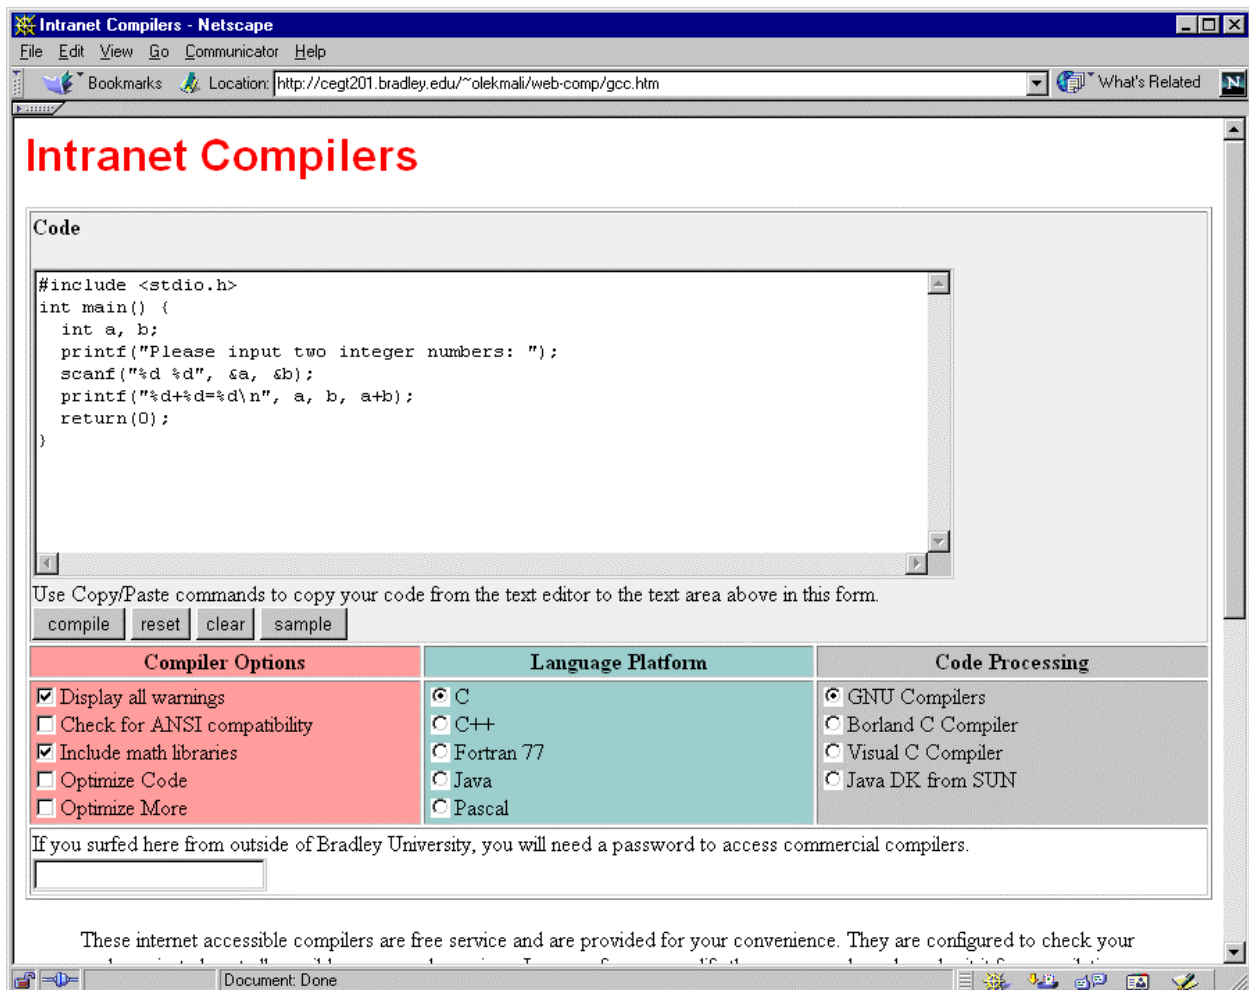 Intranet Compilers - Netscape
File Edit View Go Communicator Help
Bookmarks Location: http://cegt201.bradley.edu/~olekmali/web-comp/gcc.htm What's Related N
Intranet Compilers
Code
#include <stdio.h>
int main() {
int a, b;
printf("Please input two integer numbers: ");
scanf("%d %d", &a, &b);
printf("%d+%d=%d\n", a, b, a+b);
return(0);
}
Use Copy/Paste commands to copy your code from the text editor to the text area above in this form.
compile reset clear sample
Compiler Options Language Platform Code Processing
Display all warnings C GNU Compilers
Check for ANSI compatibility C++ Borland C Compiler
Include math libraries Fortran 77 Visual C Compiler
Optimize Code Java Java DK from SUN
Optimize More Pascal
If you surfed here from outside of Bradley University, you will need a password to access commercial compilers.
These internet accessible compilers are free service and are provided for your convenience. They are configured to check your
Document: Done